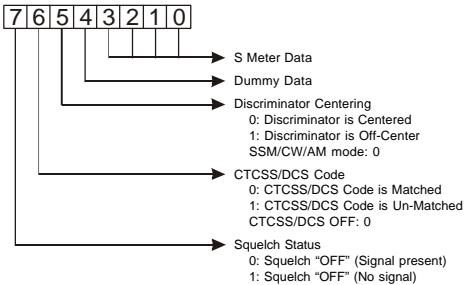 7 6 5 4 3 2 1 0
S Meter Data
Dummy Data
Discriminator Centering
0: Discriminator is Centered
1: Discriminator is Off-Center
SSM/CW/AM mode: 0
CTCSS/DCS Code
0: CTCSS/DCS Code is Matched
1: CTCSS/DCS Code is Un-Matched
CTCSS/DCS OFF: 0
Squelch Status
0: Squelch “OFF” (Signal present)
1: Squelch “OFF” (No signal)